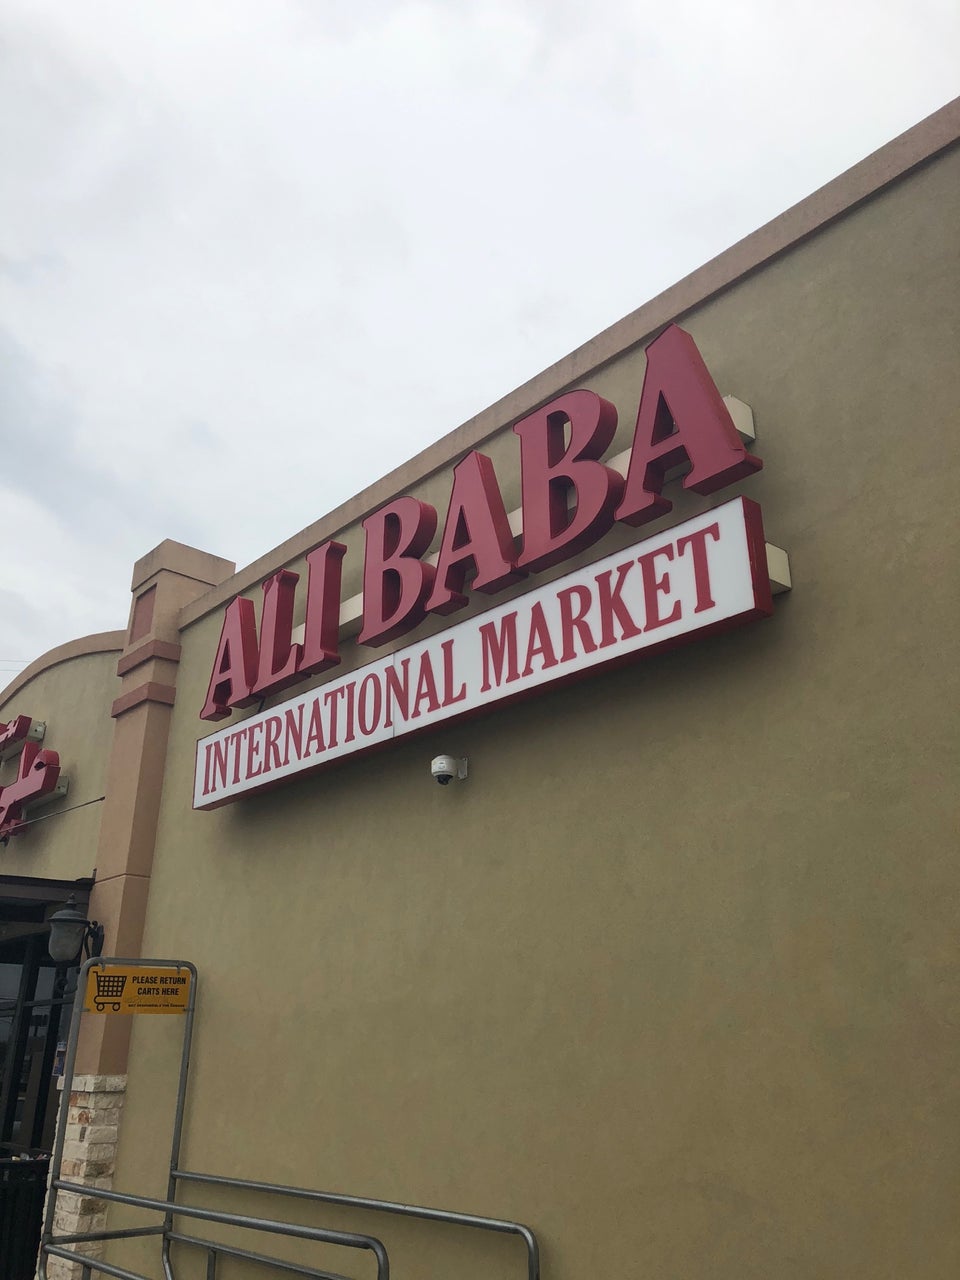 ALI BABA
INTERNATIONAL MARKET
PLEASE RETURN
CARTS HERE